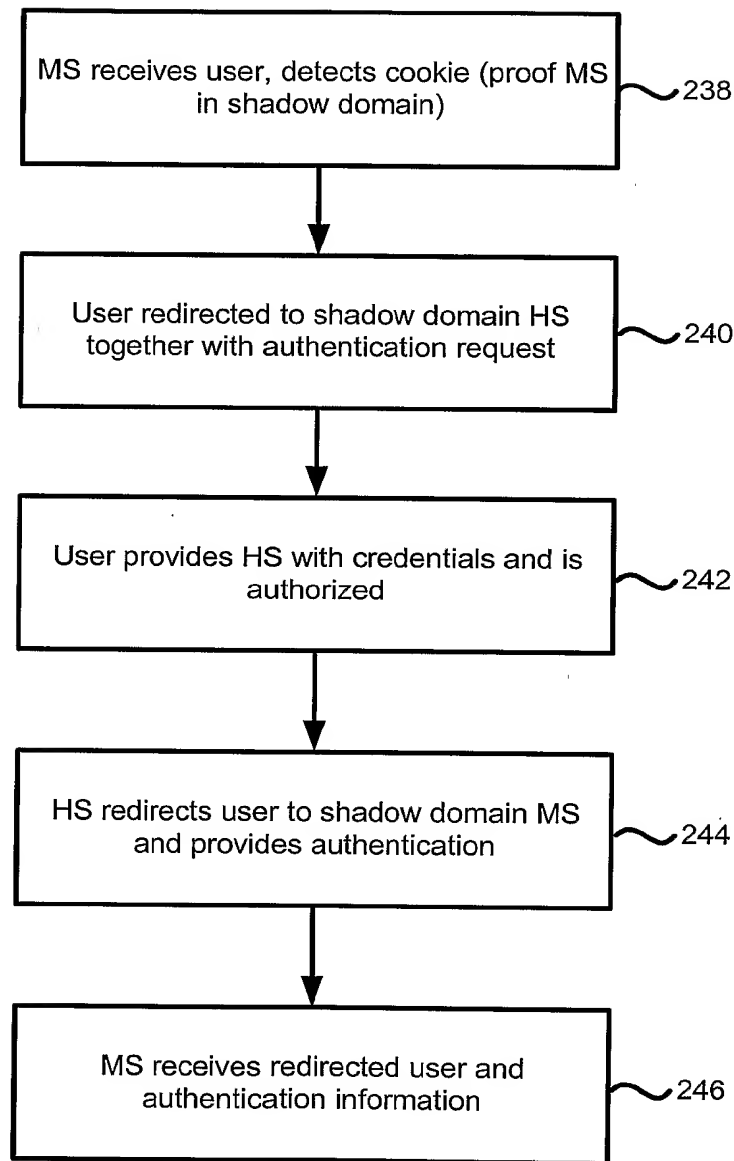 MS receives user, detects cookie (proof MS
in shadow domain)
238
User redirected to shadow domain HS
together with authentication request
240
User provides HS with credentials and is
authorized
242
HS redirects user to shadow domain MS
and provides authentication
244
MS receives redirected user and
authentication information
246